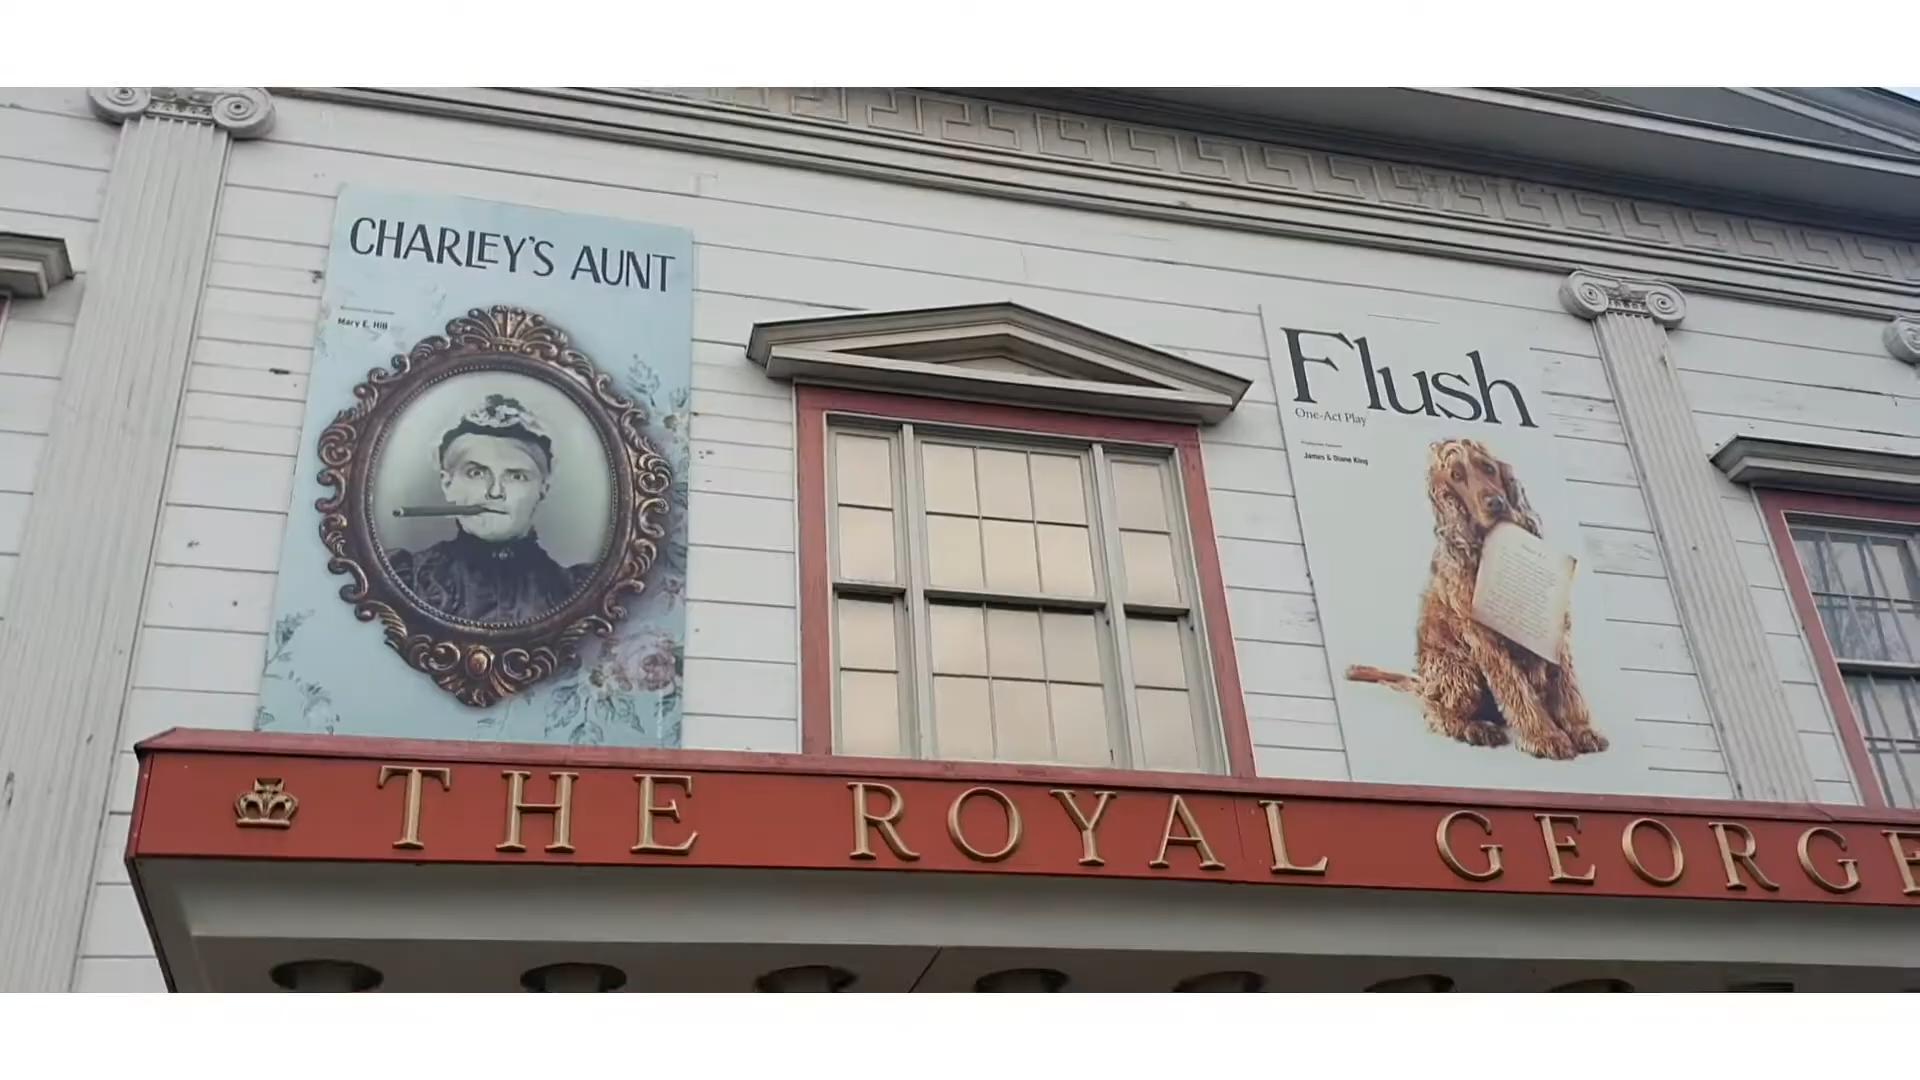 CHARLEY'S AUNT
Mary E. Hill
Flush
One-Act Play
James & Diane King
THE ROYAL GEORGE